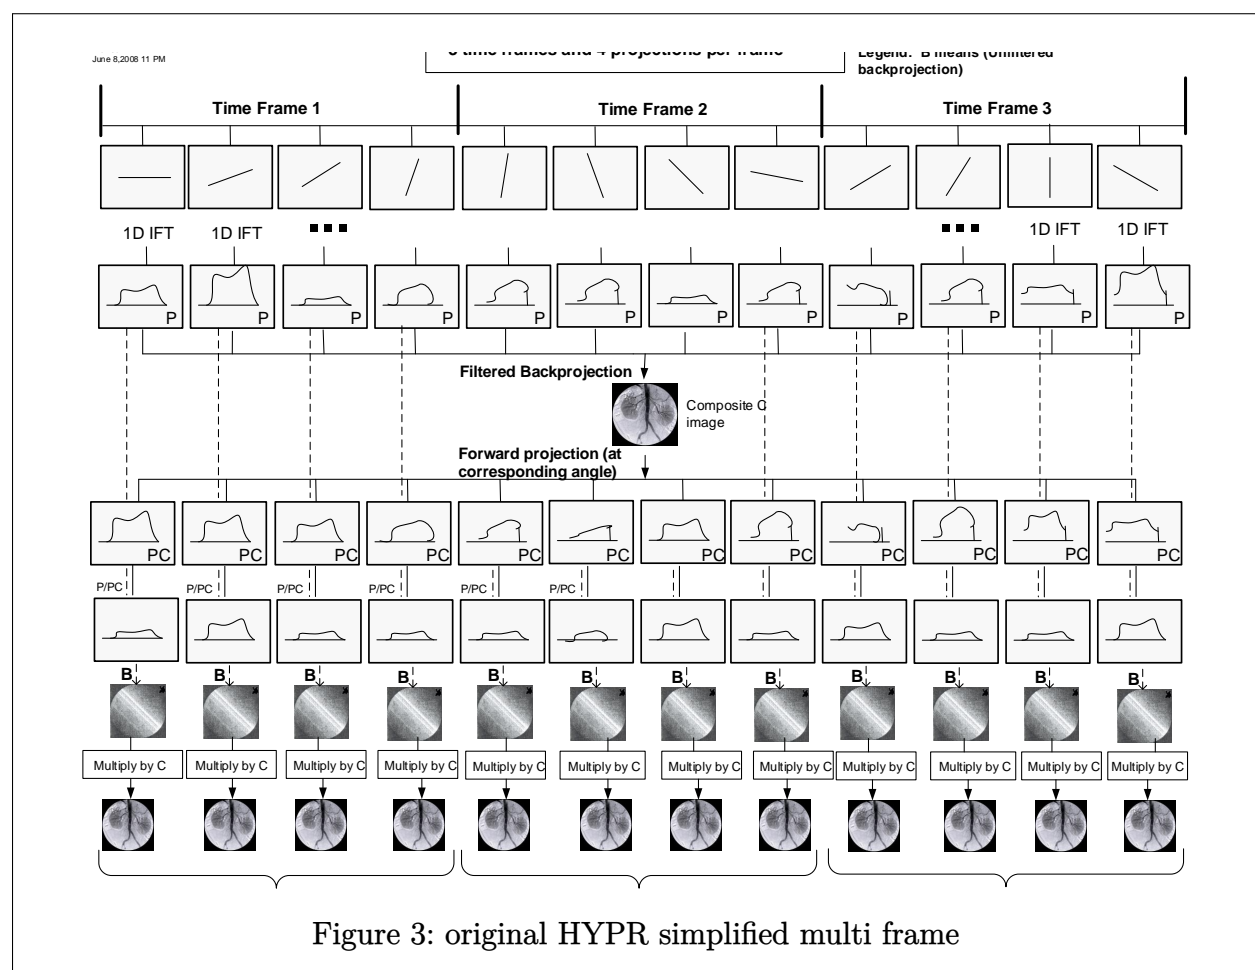 3 time frames and 4 projections per frame
Legend: B means (Unfiltered
backprojection)
June 8,2008 11 PM
Time Frame 1
Time Frame 2
Time Frame 3
1D IFT 1D IFT 1D IFT 1D IFT
P P P P P P P P P P P P
Filtered Backprojection
Composite C
image
Forward projection (at
corresponding angle)
PC PC PC PC PC PC PC PC PC PC PC PC
P/PC P/PC P/PC P/PC P/PC P/PC
B B B B B B B B B B B B
Multiply by C Multiply by C Multiply by C Multiply by C Multiply by C Multiply by C Multiply by C Multiply by C Multiply by C Multiply by C Multiply by C Multiply by C
Figure 3: original HYPR simplified multi frame